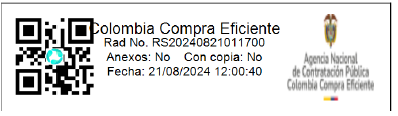 Colombia Compra Eficiente
Rad No. RS20240821011700
Anexos: No Con copia: No
Fecha: 21/08/2024 12:00:40
Agencia Nacional
de Contratación Pública
Colombia Compra Eficiente